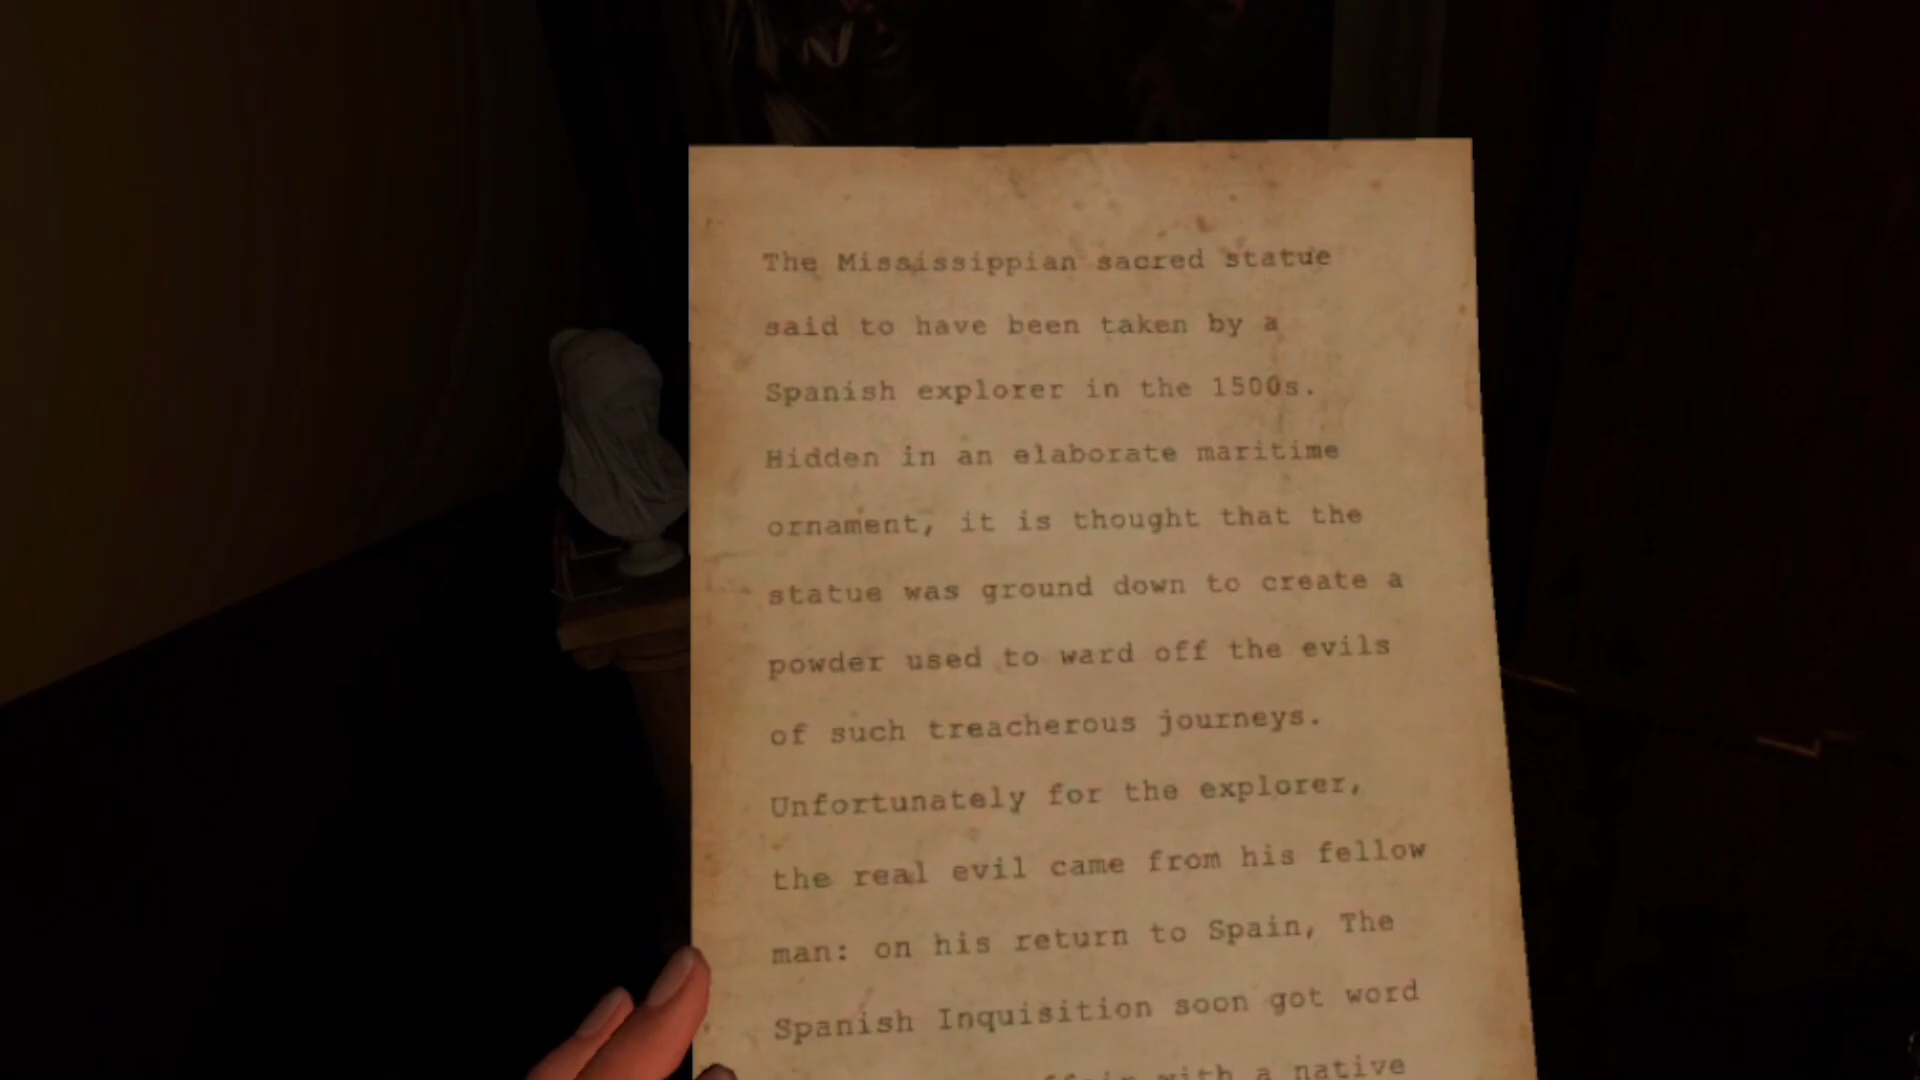 The Mississippian sacred statue
said to have been taken by a
Spanish explorer in the 1500s.
Hidden in an elaborate maritime
ornament, it is thought that the
statue was ground down to create a
powder used to ward off the evils
of such treacherous journeys.
Unfortunately for the explorer,
the real evil came from his fellow
man: on his return to Spain, The
Spanish Inquisition soon got word
with a native